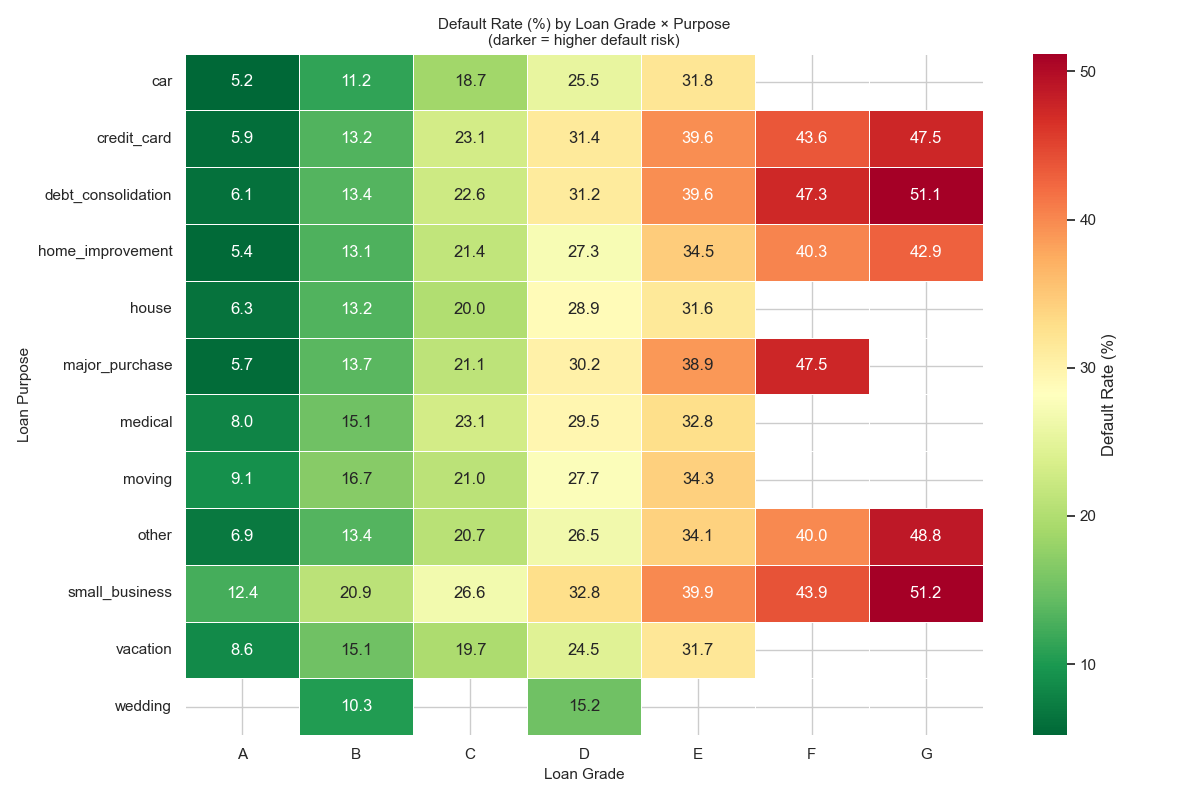 Default Rate (%) by Loan Grade × Purpose
(darker = higher default risk)
car 5.2 11.2 18.7 25.5 31.8
credit_card 5.9 13.2 23.1 31.4 39.6 43.6 47.5
debt_consolidation 6.1 13.4 22.6 31.2 39.6 47.3 51.1
home_improvement 5.4 13.1 21.4 27.3 34.5 40.3 42.9
house 6.3 13.2 20.0 28.9 31.6
major_purchase 5.7 13.7 21.1 30.2 38.9 47.5
medical 8.0 15.1 23.1 29.5 32.8
moving 9.1 16.7 21.0 27.7 34.3
other 6.9 13.4 20.7 26.5 34.1 40.0 48.8
small_business 12.4 20.9 26.6 32.8 39.9 43.9 51.2
vacation 8.6 15.1 19.7 24.5 31.7
wedding 10.3 15.2
A B C D E F G
Loan Grade
Loan Purpose
50
40
30
20
10
Default Rate (%)